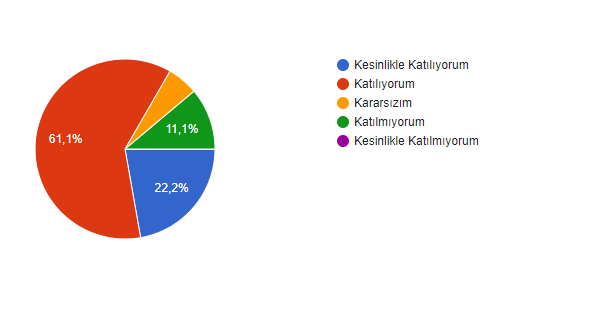 Kesinlikle Katılıyorum
Katılıyorum
Kararsızım
Katılmıyorum
Kesinlikle Katılmıyorum
61,1%
11,1%
22,2%